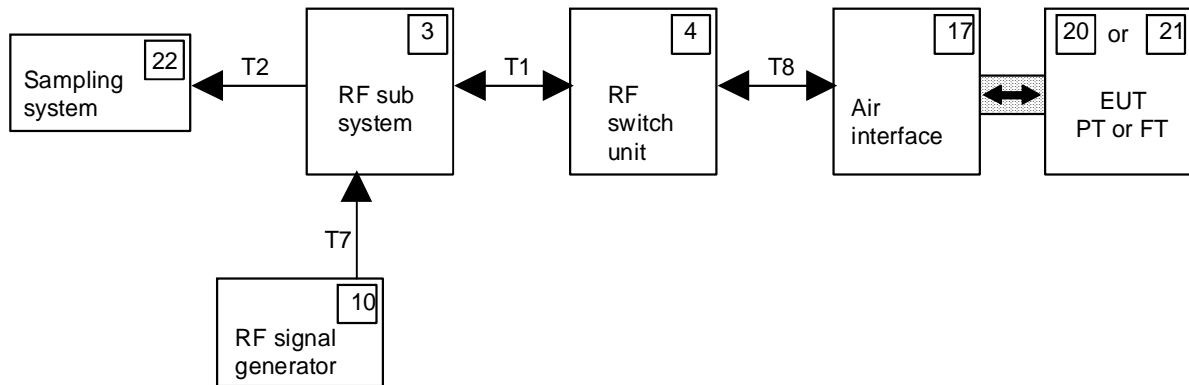 22
Sampling
system
T2
3
RF sub
system
T1
4
RF
switch
unit
T8
17
Air
interface
20 or 21
EUT
PT or FT
T7
10
RF signal
generator